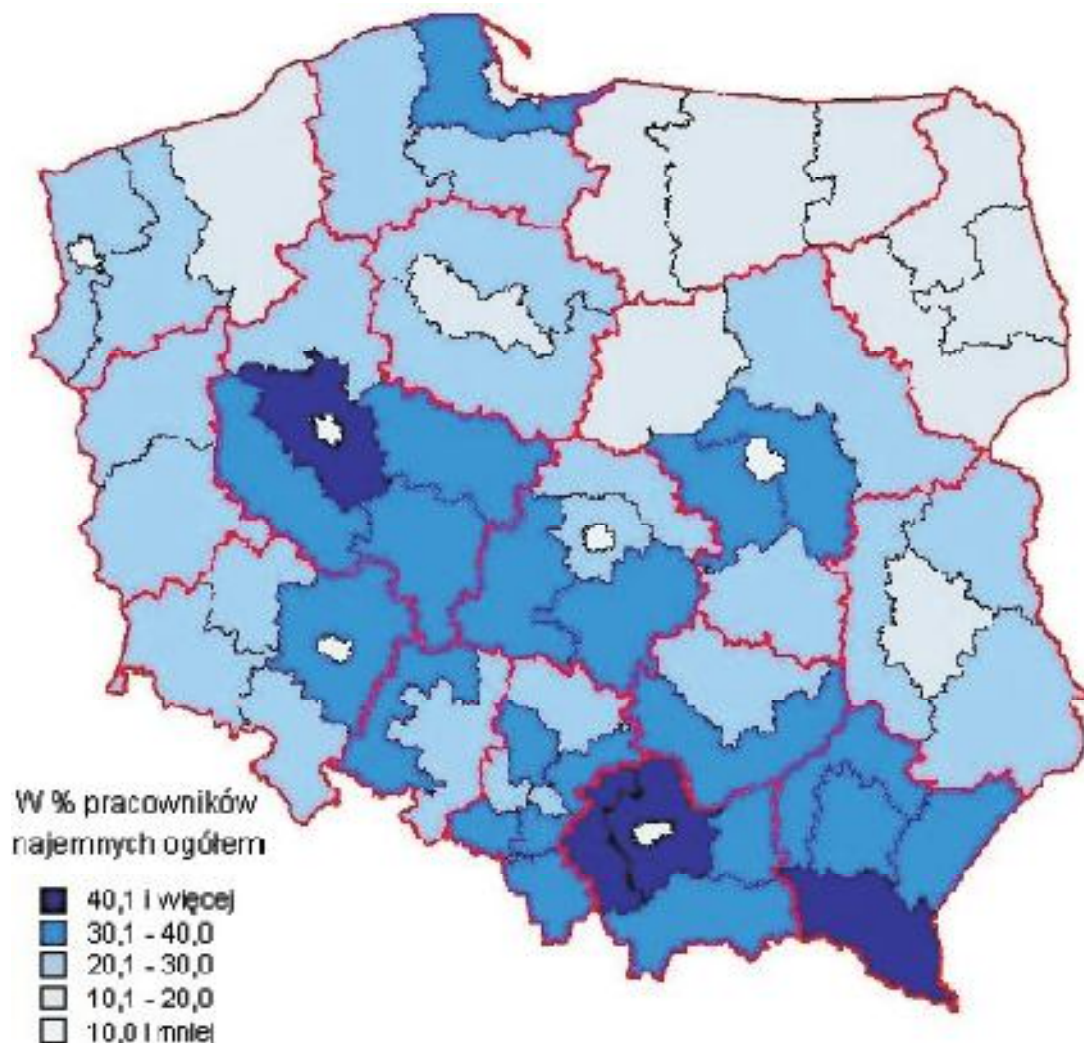 W % pracowników
najemnych ogółem
40,1 i więcej
30,1 - 40,0
20,1 - 30,0
10,1 - 20,0
10,0 i mniej